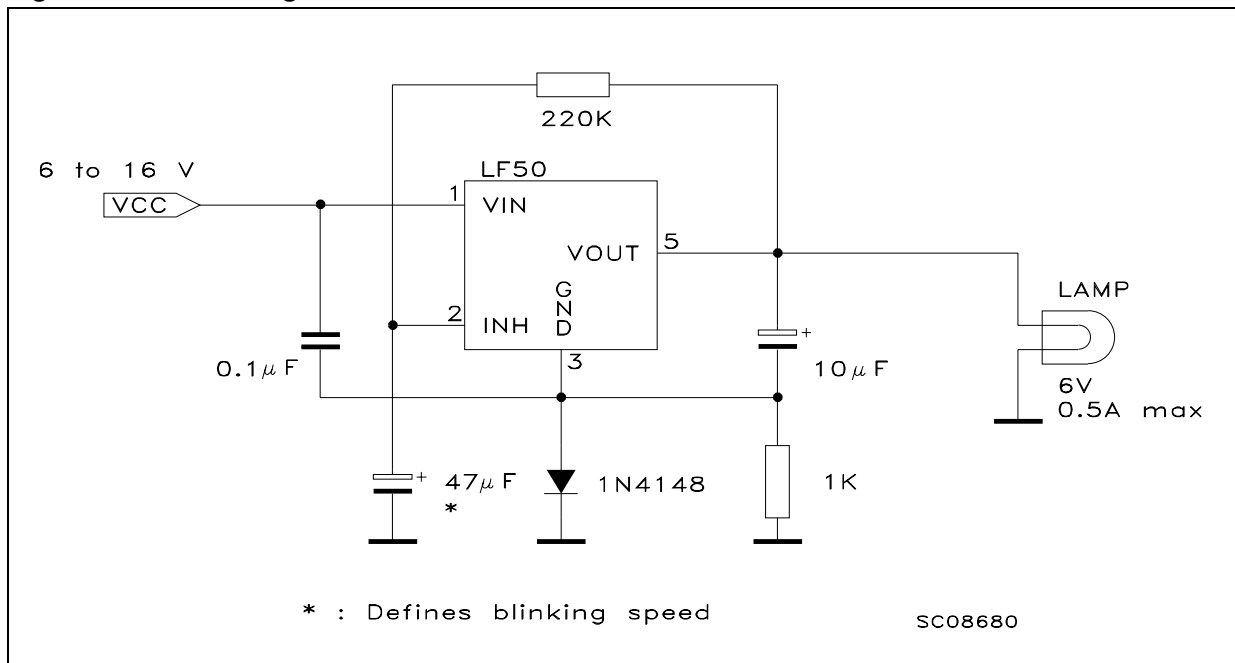 220K
6 to 16 V
LF50
VCC
1
VIN
VOUT
5
GND
2
INH
3
LAMP
0.1μF
10μF
6V
0.5A max
47μF
*
1N4148
1K
* : Defines blinking speed
SC08680